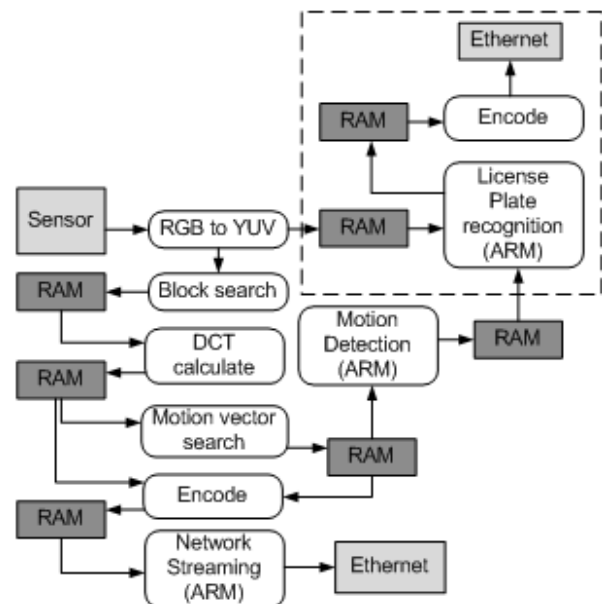 Ethernet
RAM
Encode
License
Plate
recognition
(ARM)
Sensor
RGB to YUV
RAM
RAM
Block search
Motion
Detection
(ARM)
RAM
DCT
calculate
RAM
Motion vector
search
RAM
Encode
RAM
Network
Streaming
(ARM)
Ethernet